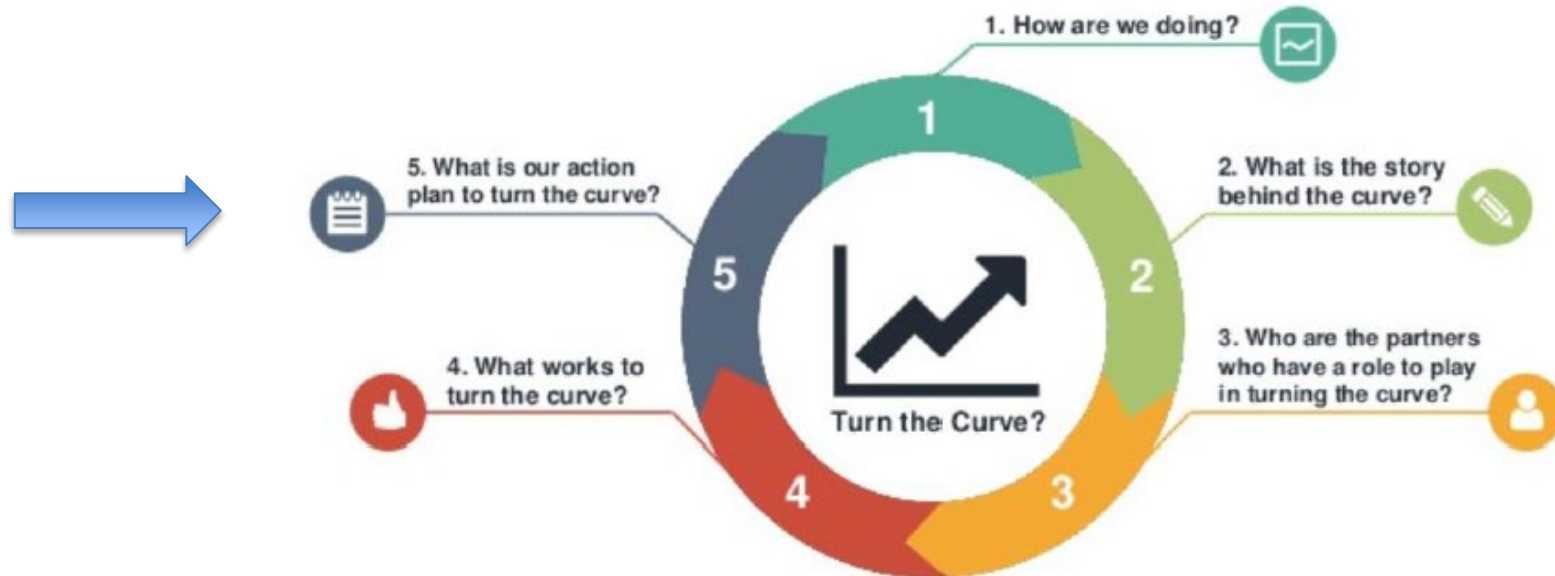 1. How are we doing?
1
2. What is the story
behind the curve?
2
3. Who are the partners
who have a role to play
in turning the curve?
3
4. What works to
turn the curve?
4
5. What is our action
plan to turn the curve?
5
Turn the Curve?